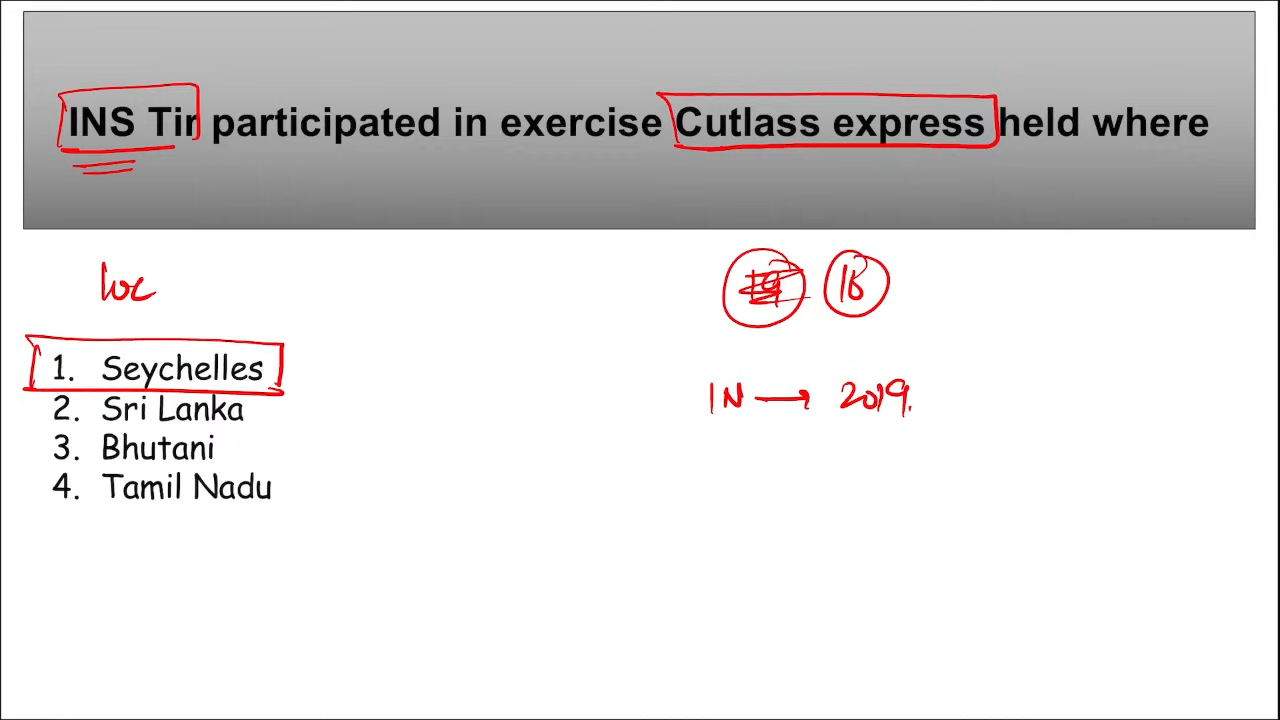 INS Tir participated in exercise Cutlass express held where
loc
18
1. Seychelles
IN → 2019.
2. Sri Lanka
3. Bhutani
4. Tamil Nadu